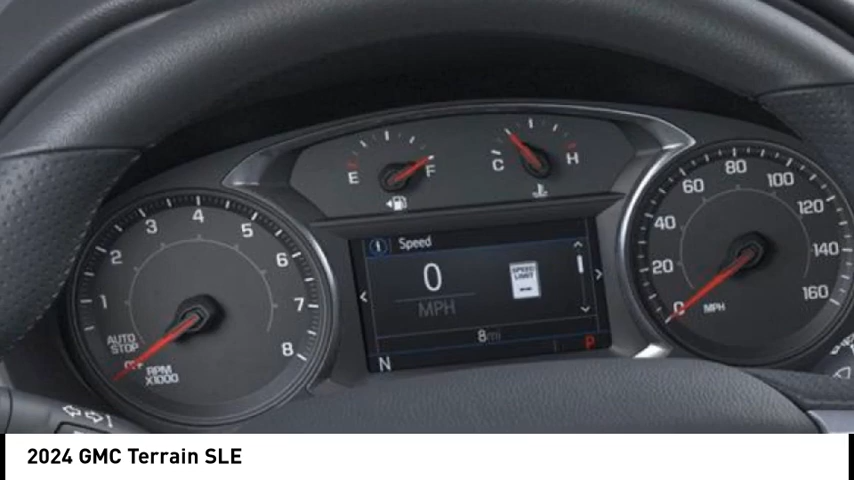 E F
C H
1 2 3 4 5 6 7 8
AUTO
STOP
OFF
RPM
X1000
Speed
0
MPH
SPEED
LIMIT
--
8mi
N
P
0 20 40 60 80 100 120 140 160
MPH
2024 GMC Terrain SLE